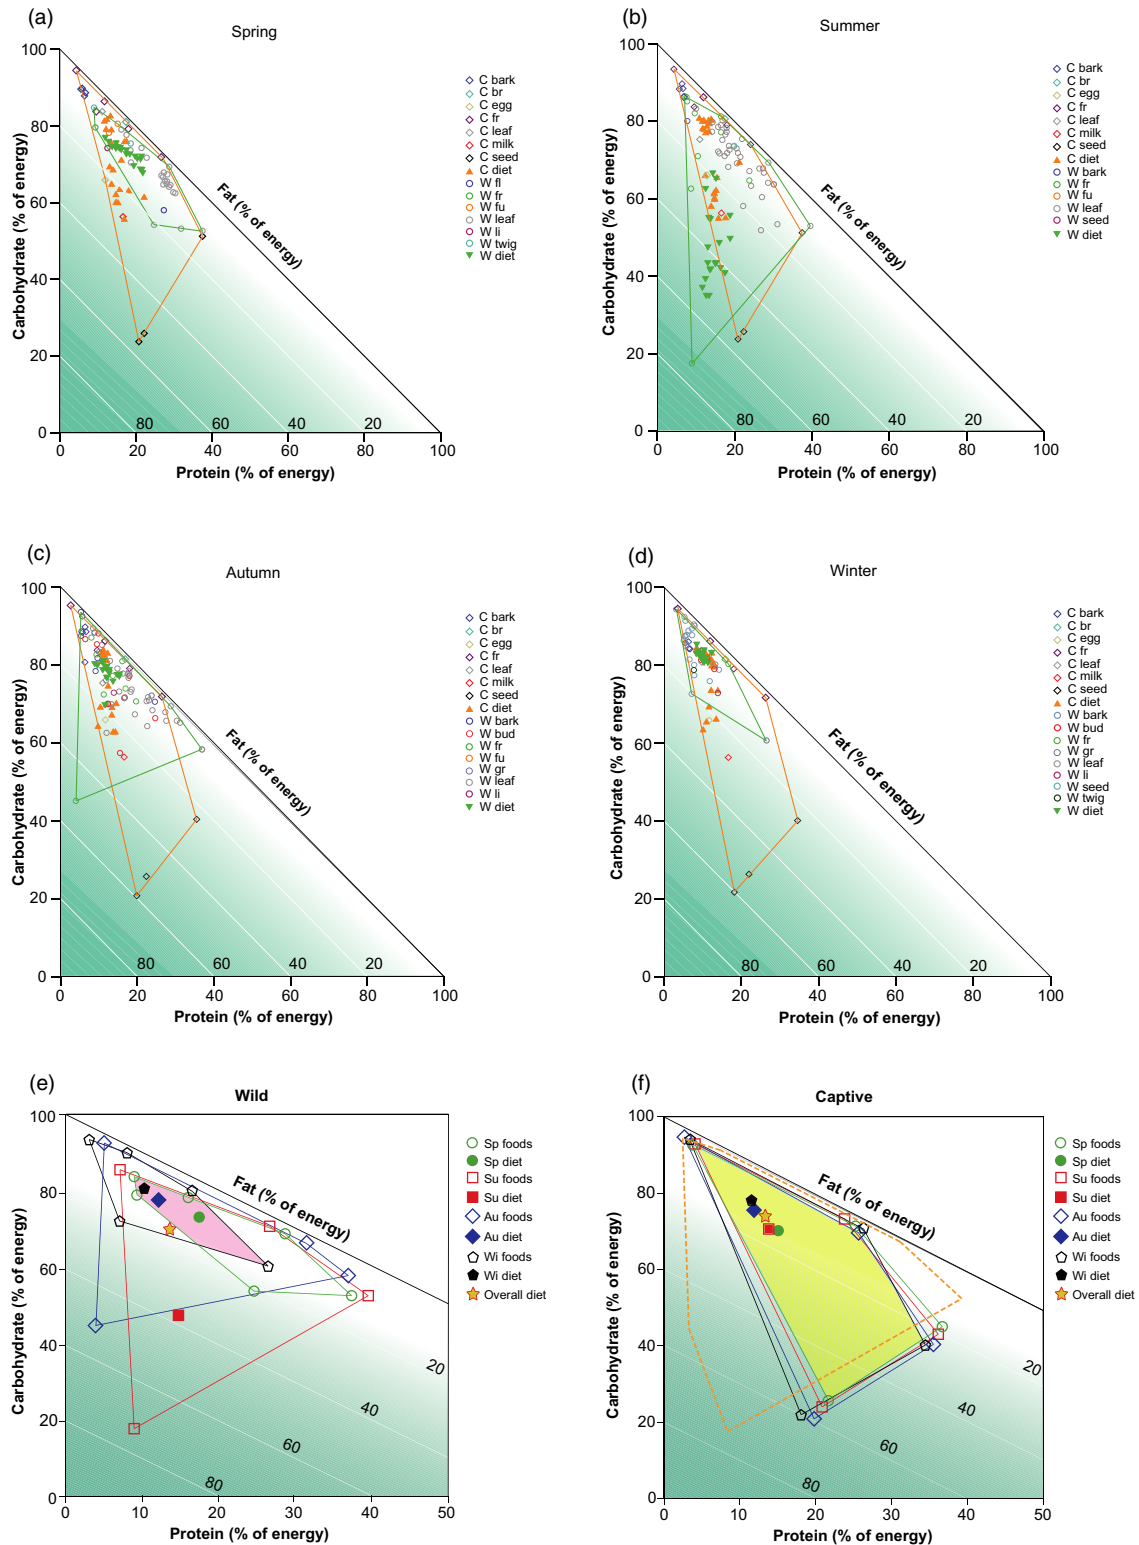 (a)
Spring
100
80
60
40
20
0
Carbohydrate (% of energy)
Fat (% of energy)
80
60
40
20
0
20
40
60
80
100
Protein (% of energy)
C bark
C br
C egg
C fr
C leaf
C milk
C seed
C diet
W fl
W fr
W fu
W leaf
W li
W twig
W diet
(b)
Summer
100
80
60
40
20
0
Carbohydrate (% of energy)
Fat (% of energy)
80
60
40
20
0
20
40
60
80
100
Protein (% of energy)
C bark
C br
C egg
C fr
C leaf
C milk
C seed
C diet
W bark
W fr
W fu
W leaf
W seed
W diet
(c)
Autumn
100
80
60
40
20
0
Carbohydrate (% of energy)
Fat (% of energy)
80
60
40
20
0
20
40
60
80
100
Protein (% of energy)
C bark
C br
C egg
C fr
C leaf
C milk
C seed
C diet
W bark
W bud
W fr
W fu
W gr
W leaf
W li
W diet
(d)
Winter
100
80
60
40
20
0
Carbohydrate (% of energy)
Fat (% of energy)
80
60
40
20
0
20
40
60
80
100
Protein (% of energy)
C bark
C br
C egg
C fr
C leaf
C milk
C seed
C diet
W bark
W bud
W fr
W gr
W leaf
W li
W seed
W twig
W diet
(e)
Wild
100
80
60
40
20
0
Carbohydrate (% of energy)
Fat (% of energy)
20
40
60
80
0
10
20
30
40
50
Protein (% of energy)
Sp foods
Sp diet
Su foods
Su diet
Au foods
Au diet
Wi foods
Wi diet
Overall diet
(f)
Captive
100
80
60
40
20
0
Carbohydrate (% of energy)
Fat (% of energy)
20
40
60
80
0
10
20
30
40
50
Protein (% of energy)
Sp foods
Sp diet
Su foods
Su diet
Au foods
Au diet
Wi foods
Wi diet
Overall diet